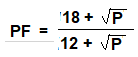 PF = 18 + √P
12 + √P